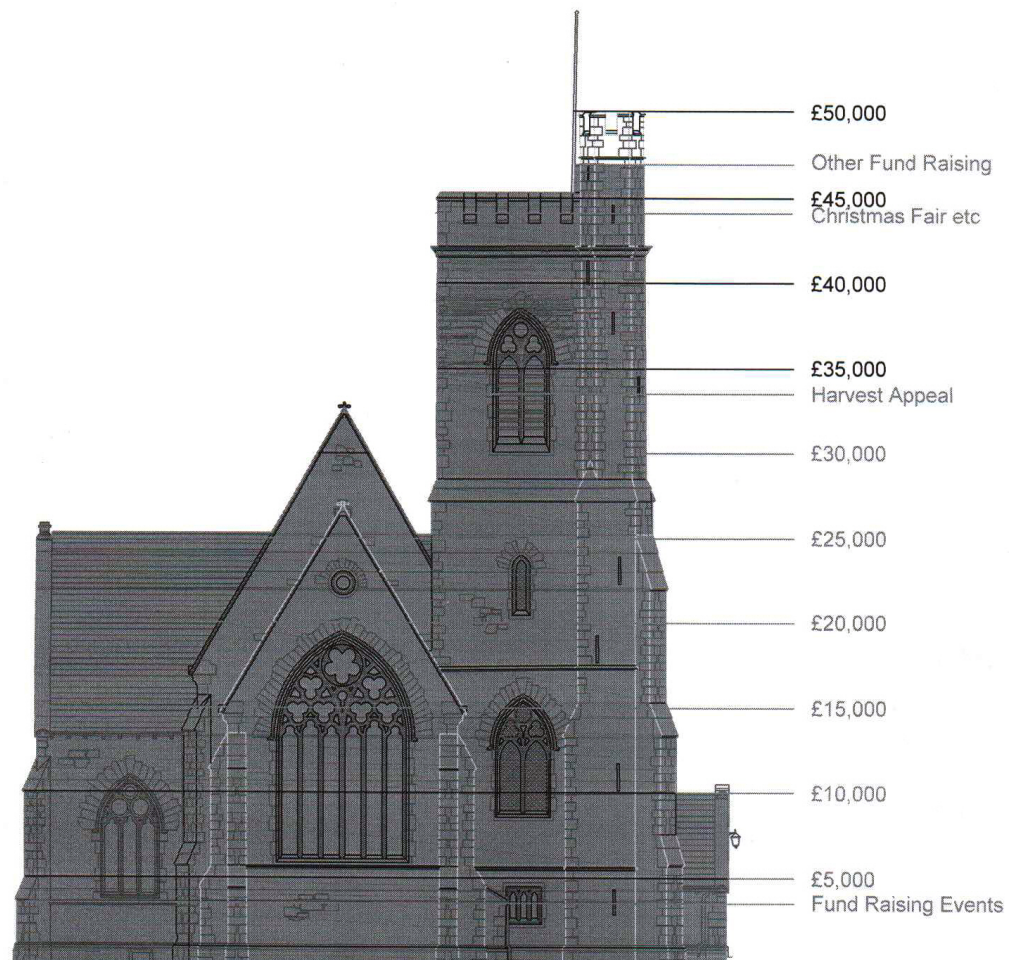 £50,000
Other Fund Raising
£45,000
Christmas Fair etc
£40,000
£35,000
Harvest Appeal
£30,000
£25,000
£20,000
£15,000
£10,000
£5,000
Fund Raising Events